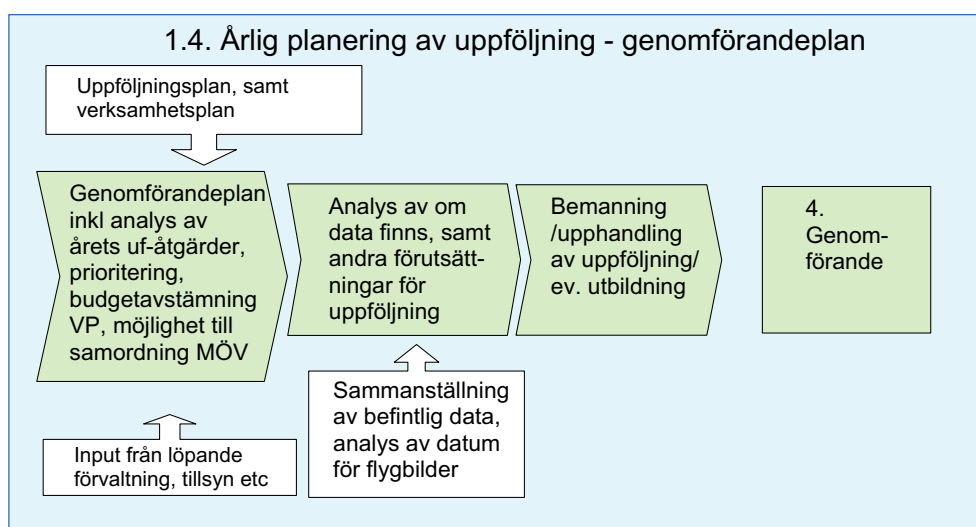 1.4. Årlig planering av uppföljning - genomförandeplan
Uppföljningsplan, samt
verksamhetsplan
Genomförandeplan
inkl analys av
årets uf-åtgärder,
prioritering,
budgetavstämning
VP, möjlighet till
samordning MÖV
Analys av om
data finns, samt
andra förutsätt-
ningar för
uppföljning
Bemanning
/upphandling
av uppföljning/
ev. utbildning
4.
Genom-
förande
Input från löpande
förvaltning, tillsyn etc
Sammanställning
av befintlig data,
analys av datum
för flygbilder